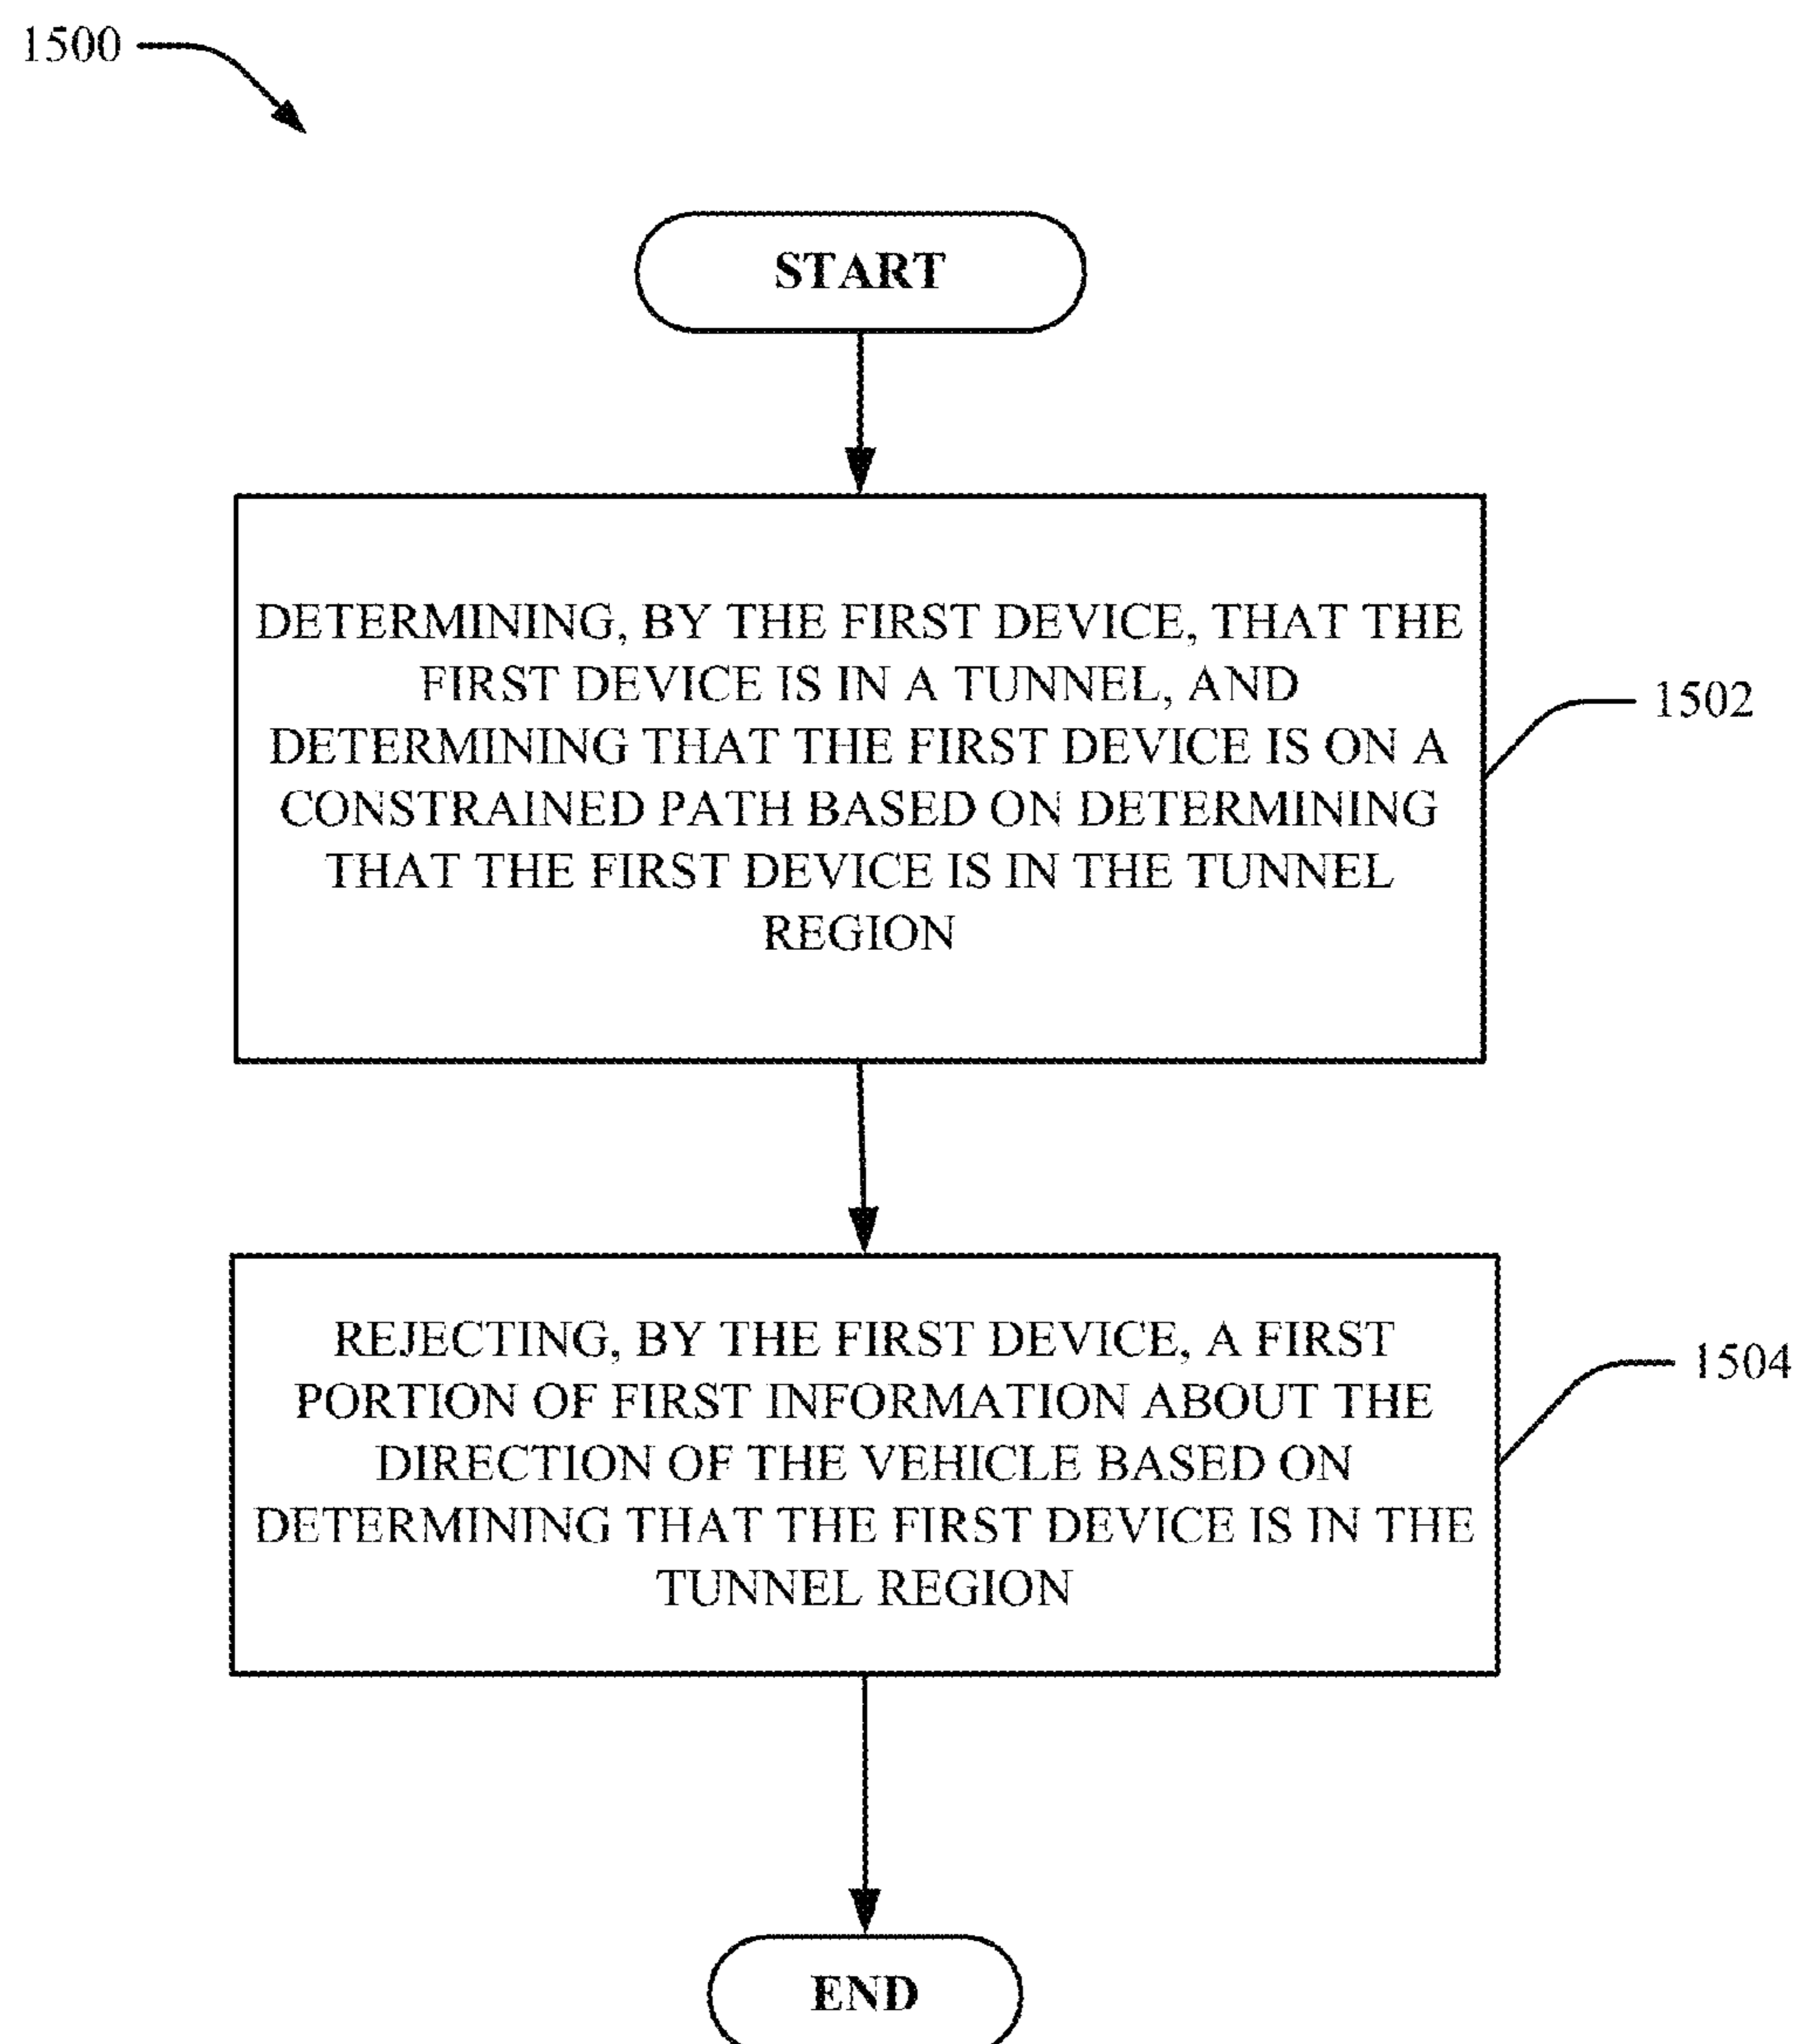 1500
START
DETERMINING, BY THE FIRST DEVICE, THAT THE
FIRST DEVICE IS IN A TUNNEL, AND
DETERMINING THAT THE FIRST DEVICE IS ON A
CONSTRAINED PATH BASED ON DETERMINING
THAT THE FIRST DEVICE IS IN THE TUNNEL
REGION
1502
REJECTING, BY THE FIRST DEVICE, A FIRST
PORTION OF FIRST INFORMATION ABOUT THE
DIRECTION OF THE VEHICLE BASED ON
DETERMINING THAT THE FIRST DEVICE IS IN THE
TUNNEL REGION
1504
END